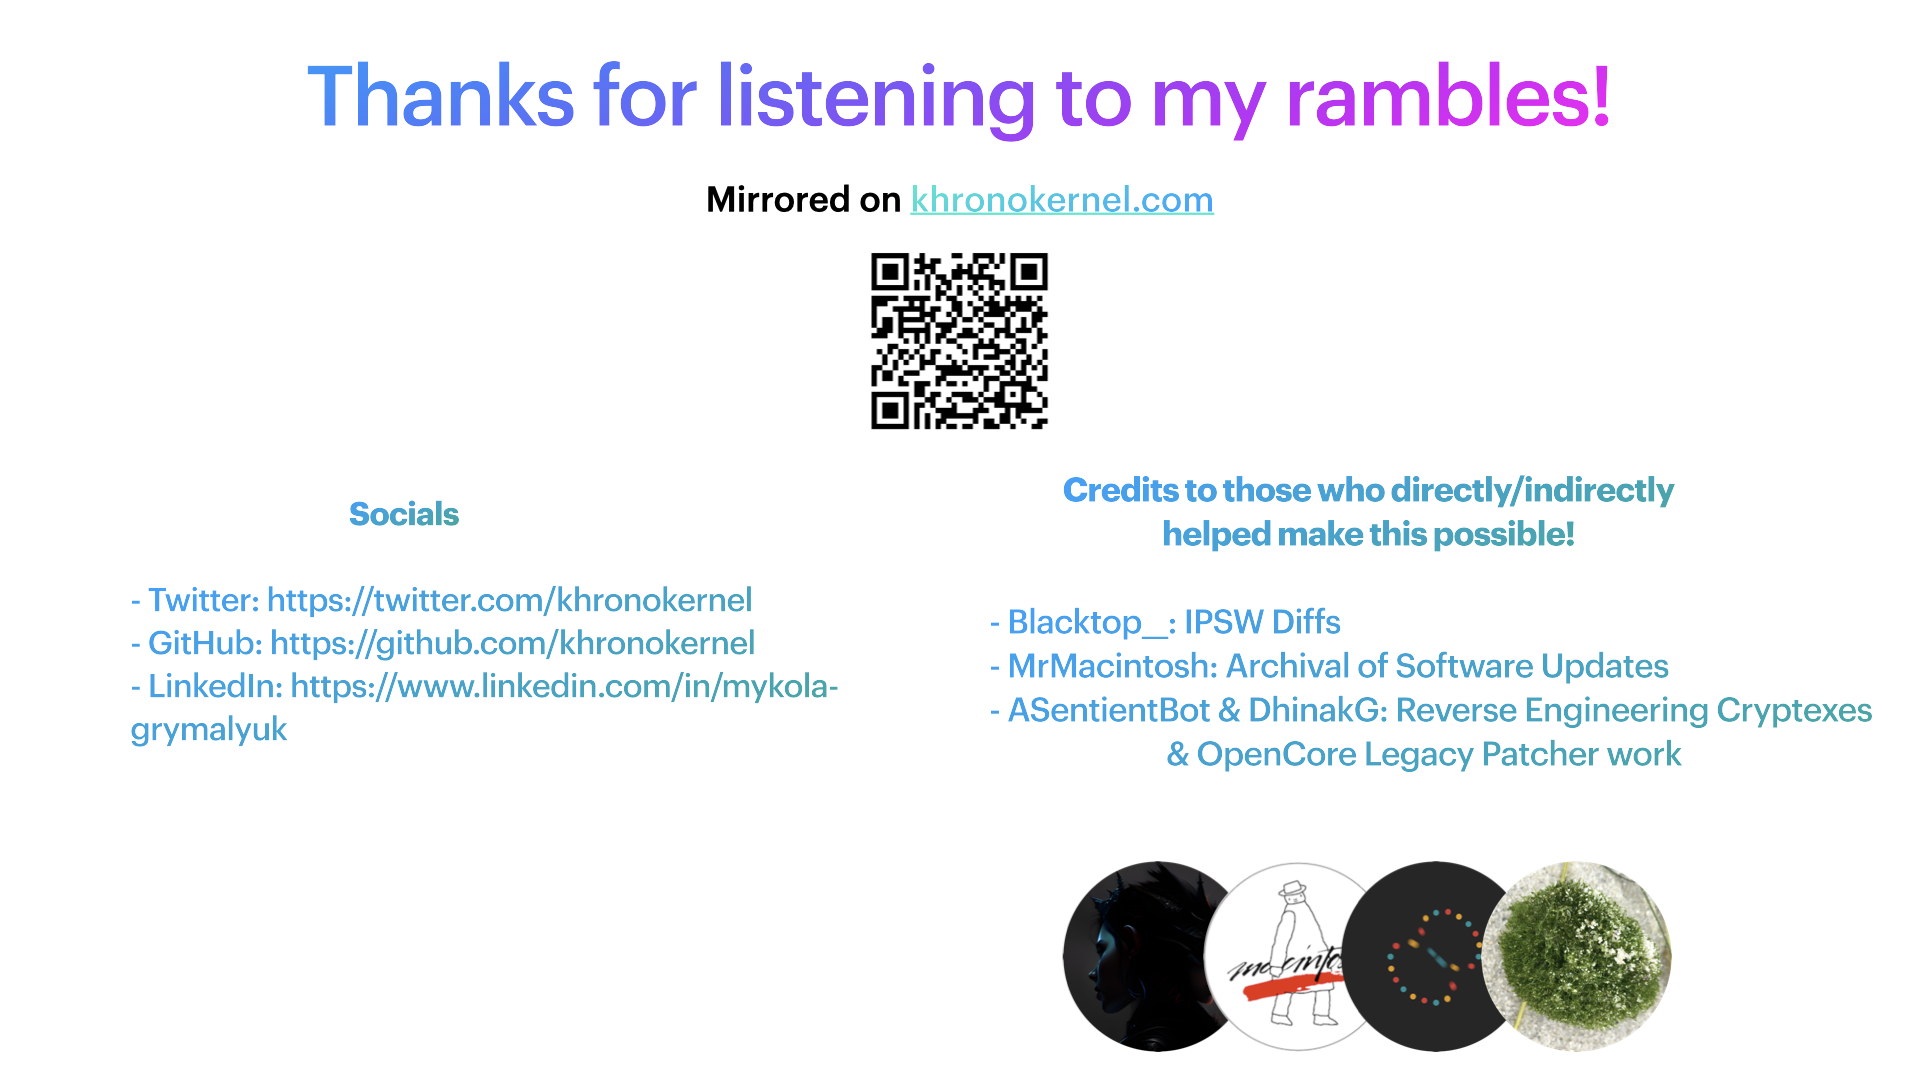 Thanks for listening to my rambles!
Mirrored on khronokernel.com
Socials
- Twitter: https://twitter.com/khronokernel
- GitHub: https://github.com/khronokernel
- LinkedIn: https://www.linkedin.com/in/mykola-
grymalyuk
Credits to those who directly/indirectly
helped make this possible!
- Blacktop__: IPSW Diffs
- MrMacintosh: Archival of Software Updates
- ASentientBot & DhinakG: Reverse Engineering Cryptexes
& OpenCore Legacy Patcher work